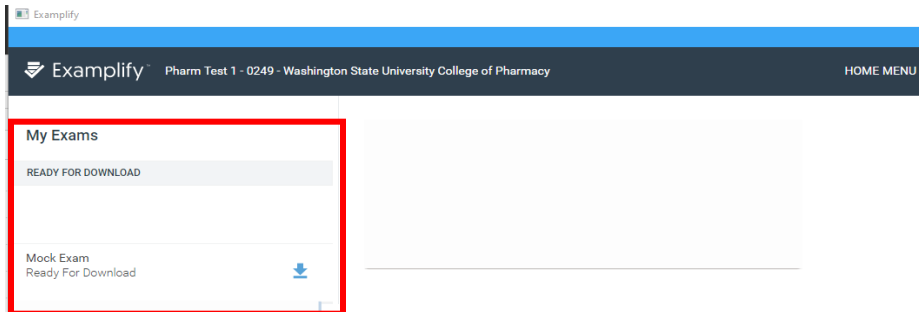 Examplify
Examplify™ Pharm Test 1 - 0249 - Washington State University College of Pharmacy HOME MENU
My Exams
READY FOR DOWNLOAD
Mock Exam
Ready For Download